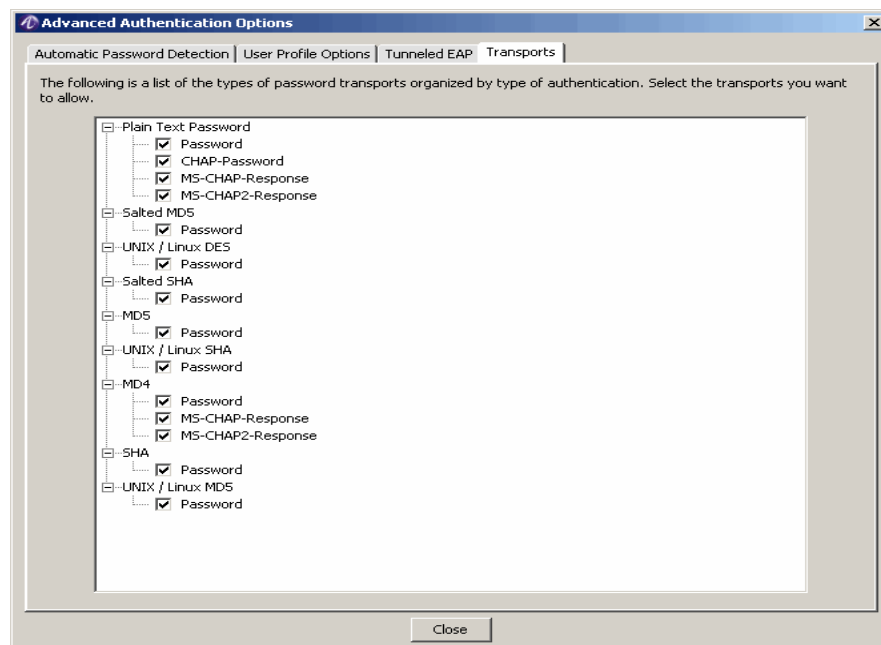 Advanced Authentication Options
Automatic Password Detection User Profile Options Tunneled EAP Transports
The following is a list of the types of password transports organized by type of authentication. Select the transports you want
to allow.
Plain Text Password
Password
CHAP-Password
MS-CHAP-Response
MS-CHAP2-Response
Salted MD5
Password
UNIX / Linux DES
Password
Salted SHA
Password
MD5
Password
UNIX / Linux SHA
Password
MD4
Password
MS-CHAP-Response
MS-CHAP2-Response
SHA
Password
UNIX / Linux MD5
Password
Close